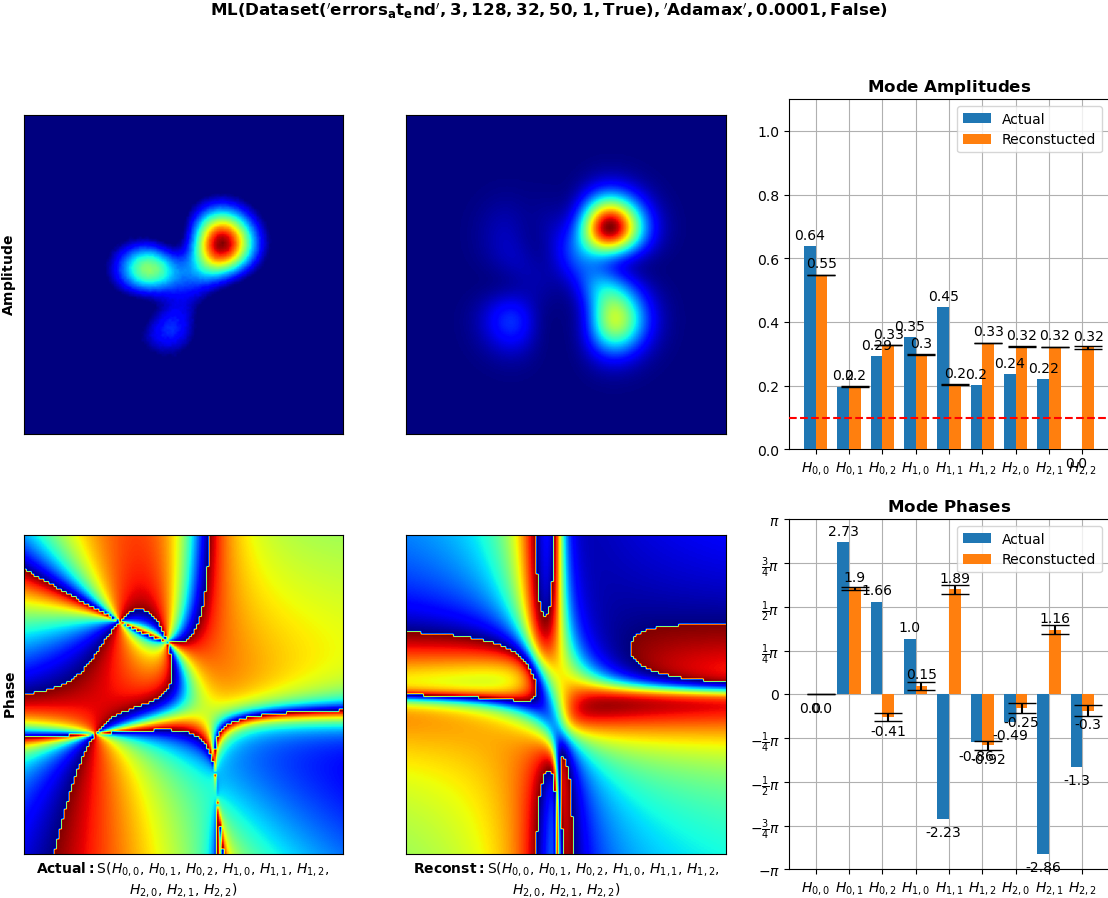 ML(Dataset('errorsₐtₑnd', 3, 128, 32, 50, 1, True), 'Adamax', 0.0001, False)
Amplitude
Mode Amplitudes
Actual
Reconstucted
1.0
0.8
0.6
0.4
0.2
0.0
0.64
0.55
0.2
0.2
0.29
0.33
0.35
0.3
0.45
0.2
0.2
0.33
0.24
0.32
0.22
0.32
0.0
0.32
H₀,₀ H₀,₁ H₀,₂ H₁,₀ H₁,₁ H₁,₂ H₂,₀ H₂,₁ H₂,₂
Phase
Actual: S(H₀,₀, H₀,₁, H₀,₂, H₁,₀, H₁,₁, H₁,₂,
H₂,₀, H₂,₁, H₂,₂)
Reconst: S(H₀,₀, H₀,₁, H₀,₂, H₁,₀, H₁,₁, H₁,₂,
H₂,₀, H₂,₁, H₂,₂)
Mode Phases
Actual
Reconstucted
π
3/4π
1/2π
1/4π
0
−1/4π
−1/2π
−3/4π
−π
0.0
0.0
2.73
1.9
1.66
-0.41
1.0
0.15
-2.23
1.89
-0.86
-0.92
-0.49
-0.25
-2.86
1.16
-1.3
-0.3
H₀,₀ H₀,₁ H₀,₂ H₁,₀ H₁,₁ H₁,₂ H₂,₀ H₂,₁ H₂,₂